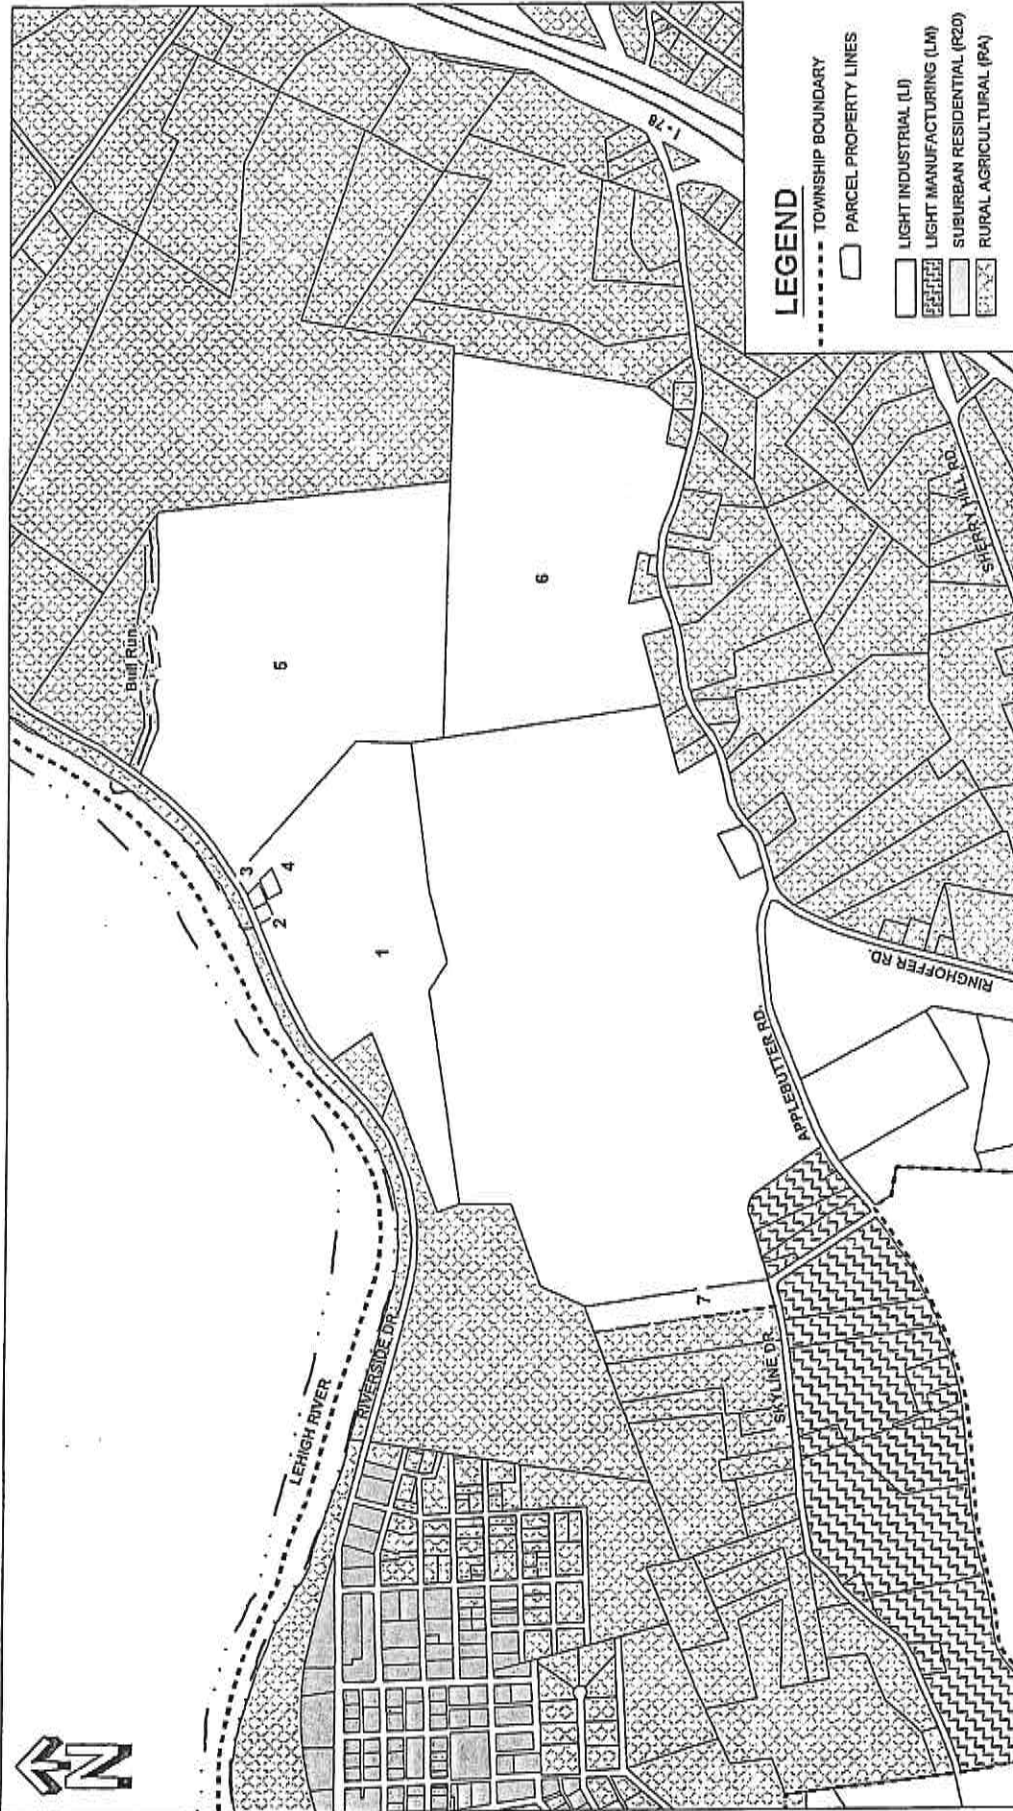 N
LEHIGH RIVER
RIVERSIDE DR.
Bull Run
1
2
3
4
5
6
7
SKYLINE DR.
APPLEBUTTER RD.
RINGHOFFER RD.
SHERRY HILL RD.
I - 78
LEGEND
TOWNSHIP BOUNDARY
PARCEL PROPERTY LINES
LIGHT INDUSTRIAL (LI)
LIGHT MANUFACTURING (LM)
SUBURBAN RESIDENTIAL (R20)
RURAL AGRICULTURAL (RA)